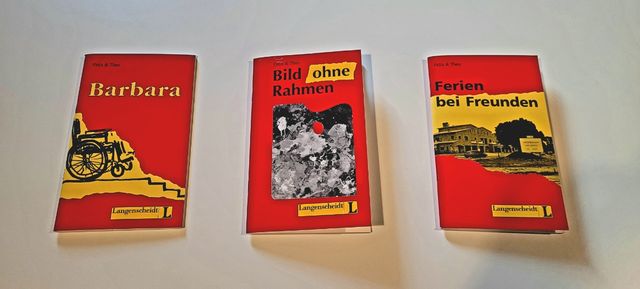 Felix & Theo
Barbara
Langenscheidt L
Felix & Theo
Bild ohne
Rahmen
Langenscheidt L
Felix & Theo
Ferien
bei Freunden
Langenscheidt L